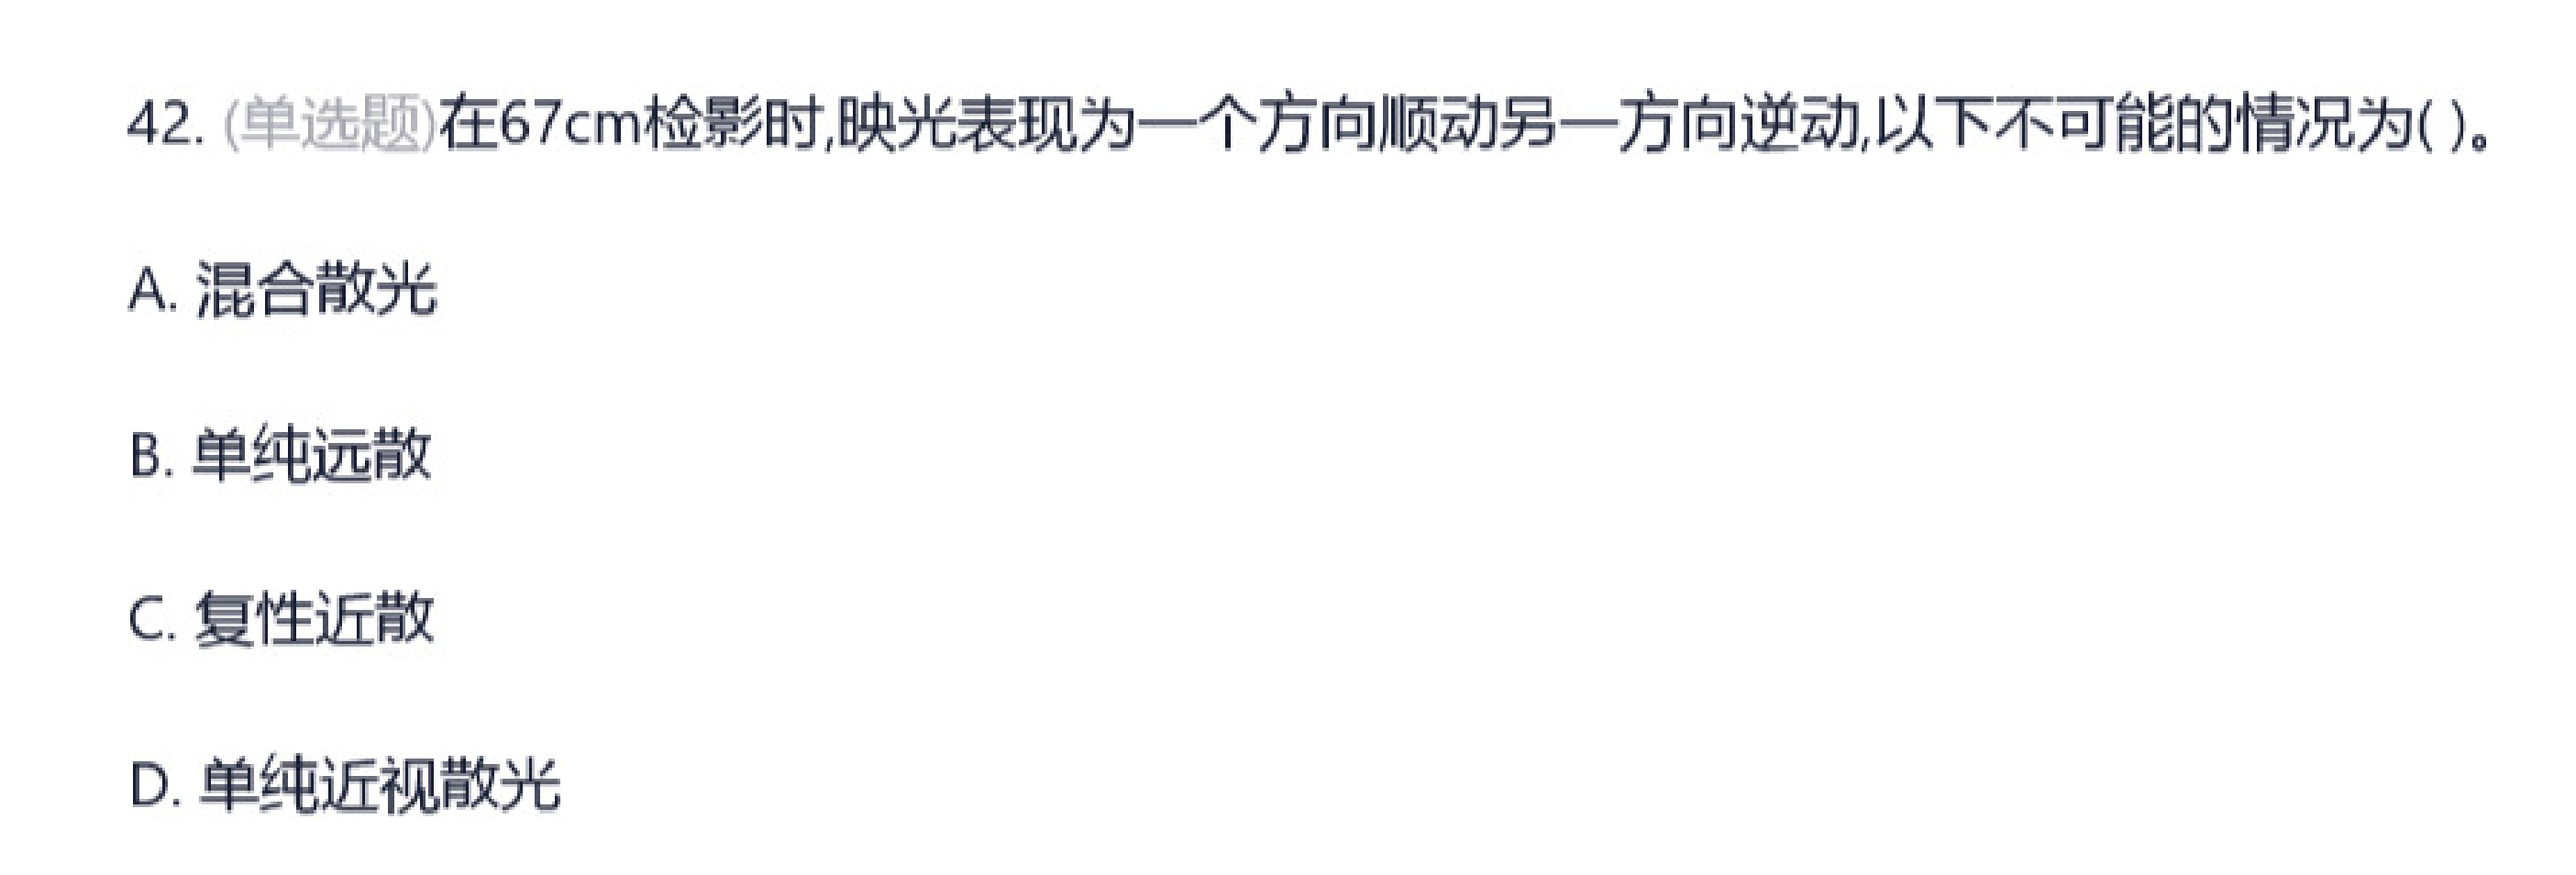 42. (单选题)在67cm检影时,映光表现为一个方向顺动另一方向逆动,以下不可能的情况为( )。
A. 混合散光
B. 单纯远散
C. 复性近散
D. 单纯近视散光